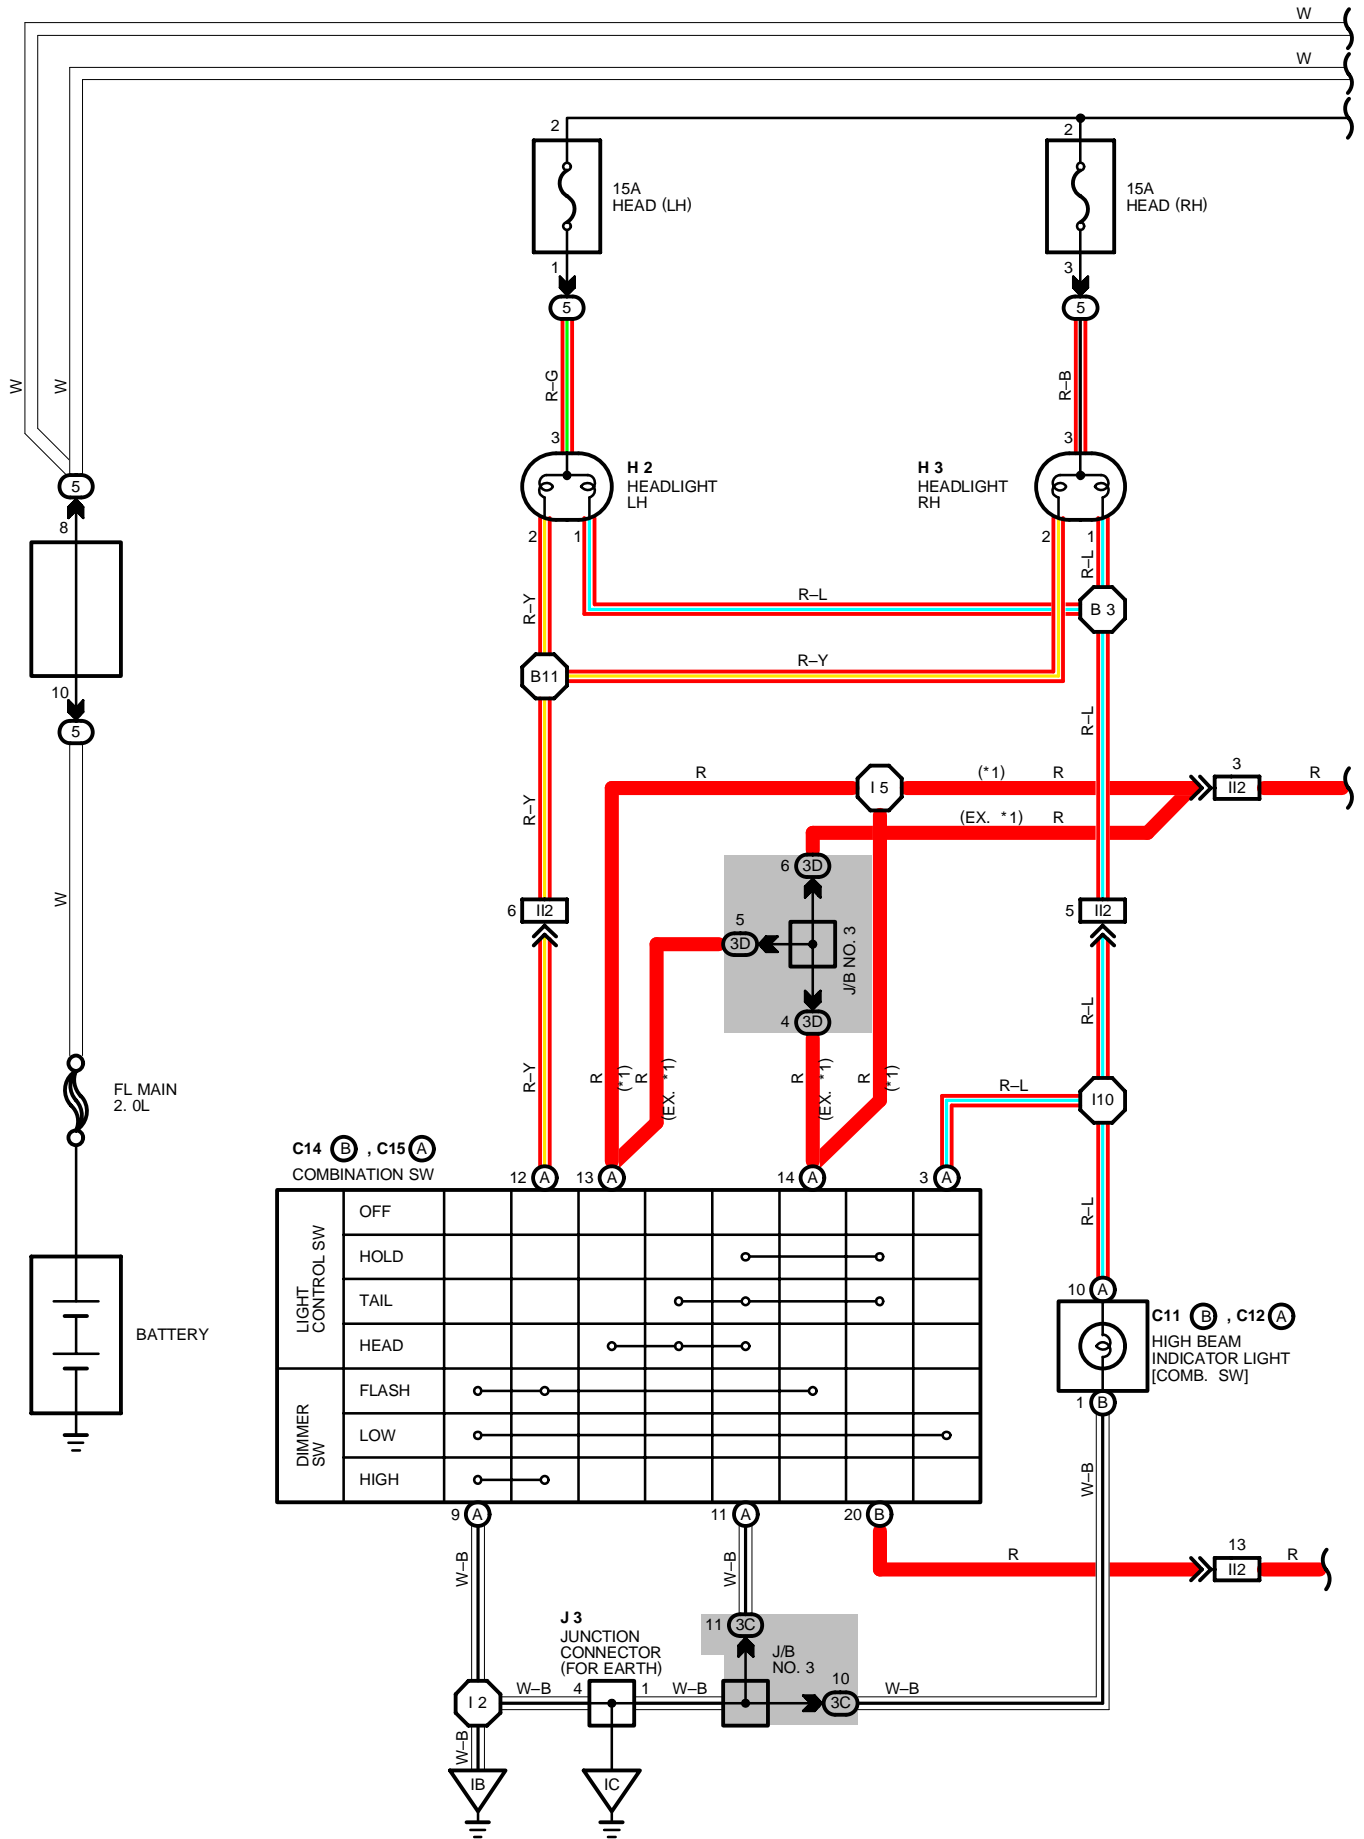 W
W
2
15A
HEAD (LH)
1
5
2
15A
HEAD (RH)
3
5
W
W
R–G
R–B
3
H 2
HEADLIGHT
LH
2
1
3
H 3
HEADLIGHT
RH
2
1
5
8
10
5
R–Y
R–L
R–L
B 3
B11
R–Y
R–L
R
I 5
(*1)
R
3
II2
R
(EX. *1)
R
R–Y
W
6
II2
6
3D
5
3D
J/B NO. 3
4
3D
5
II2
R–L
R–Y
R
(*1)
R
(EX. *1)
R
(EX. *1)
R
(*1)
R–L
I10
FL MAIN
2. 0L
R–L
C14 B , C15 A
COMBINATION SW
12 A
13 A
14 A
3 A
LIGHT
CONTROL SW
OFF
HOLD
TAIL
HEAD
DIMMER
SW
FLASH
LOW
HIGH
BATTERY
10 A
C11 B , C12 A
HIGH BEAM
INDICATOR LIGHT
[COMB. SW]
1 B
9 A
11 A
20 B
W–B
W–B
W–B
R
13
II2
R
J 3
JUNCTION
CONNECTOR
(FOR EARTH)
11 3C
J/B
NO. 3
10
3C
W–B
I 2
W–B
4
1
W–B
W–B
IB
IC